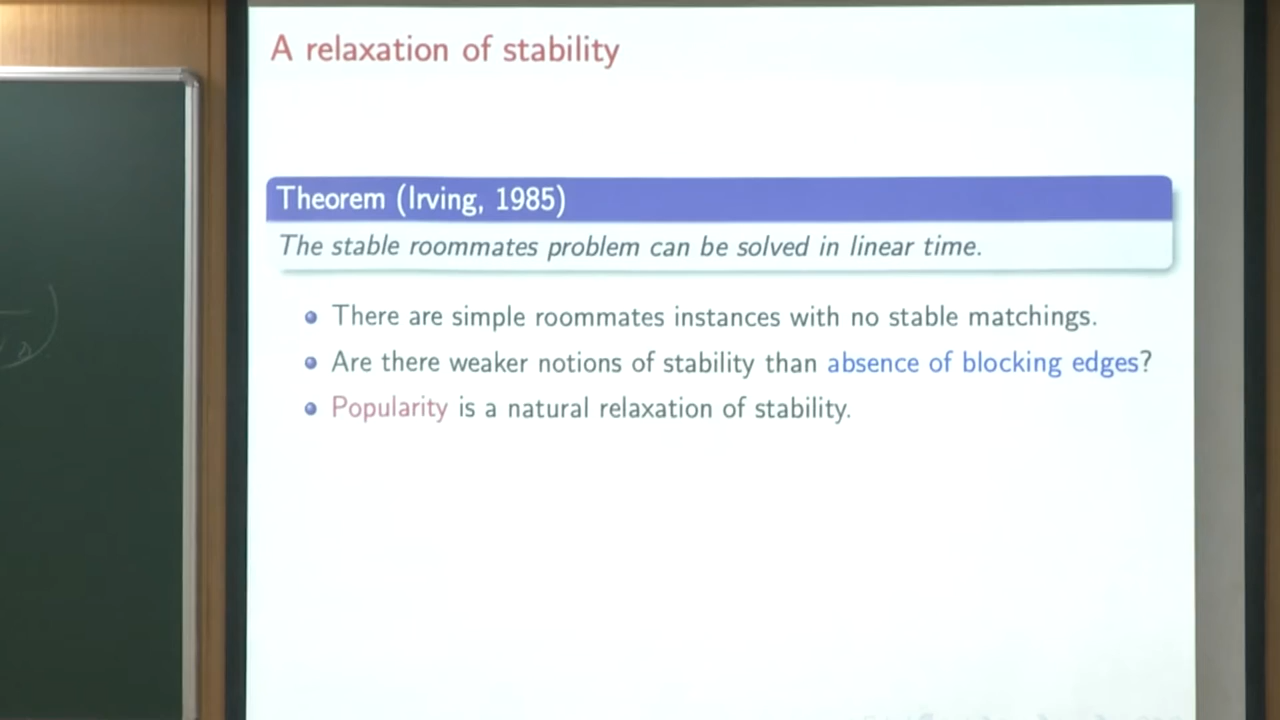 A relaxation of stability
Theorem (Irving, 1985)
The stable roommates problem can be solved in linear time.
There are simple roommates instances with no stable matchings.
Are there weaker notions of stability than absence of blocking edges?
Popularity is a natural relaxation of stability.